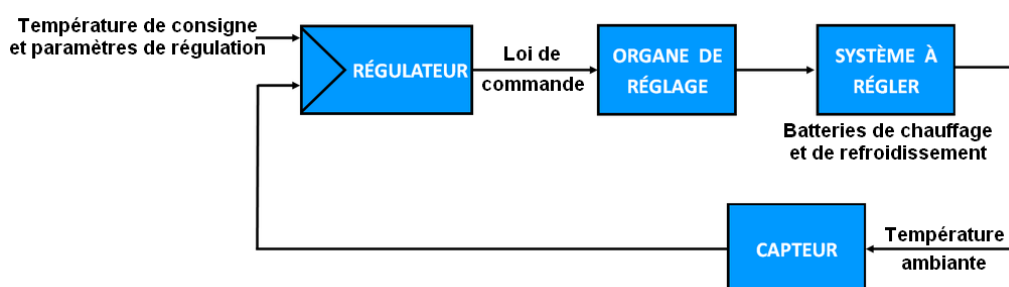 Température de consigne
et paramètres de régulation
RÉGULATEUR
Loi de
commande
ORGANE DE
RÉGLAGE
SYSTÈME À
RÉGLER
Batteries de chauffage
et de refroidissement
CAPTEUR
Température
ambiante